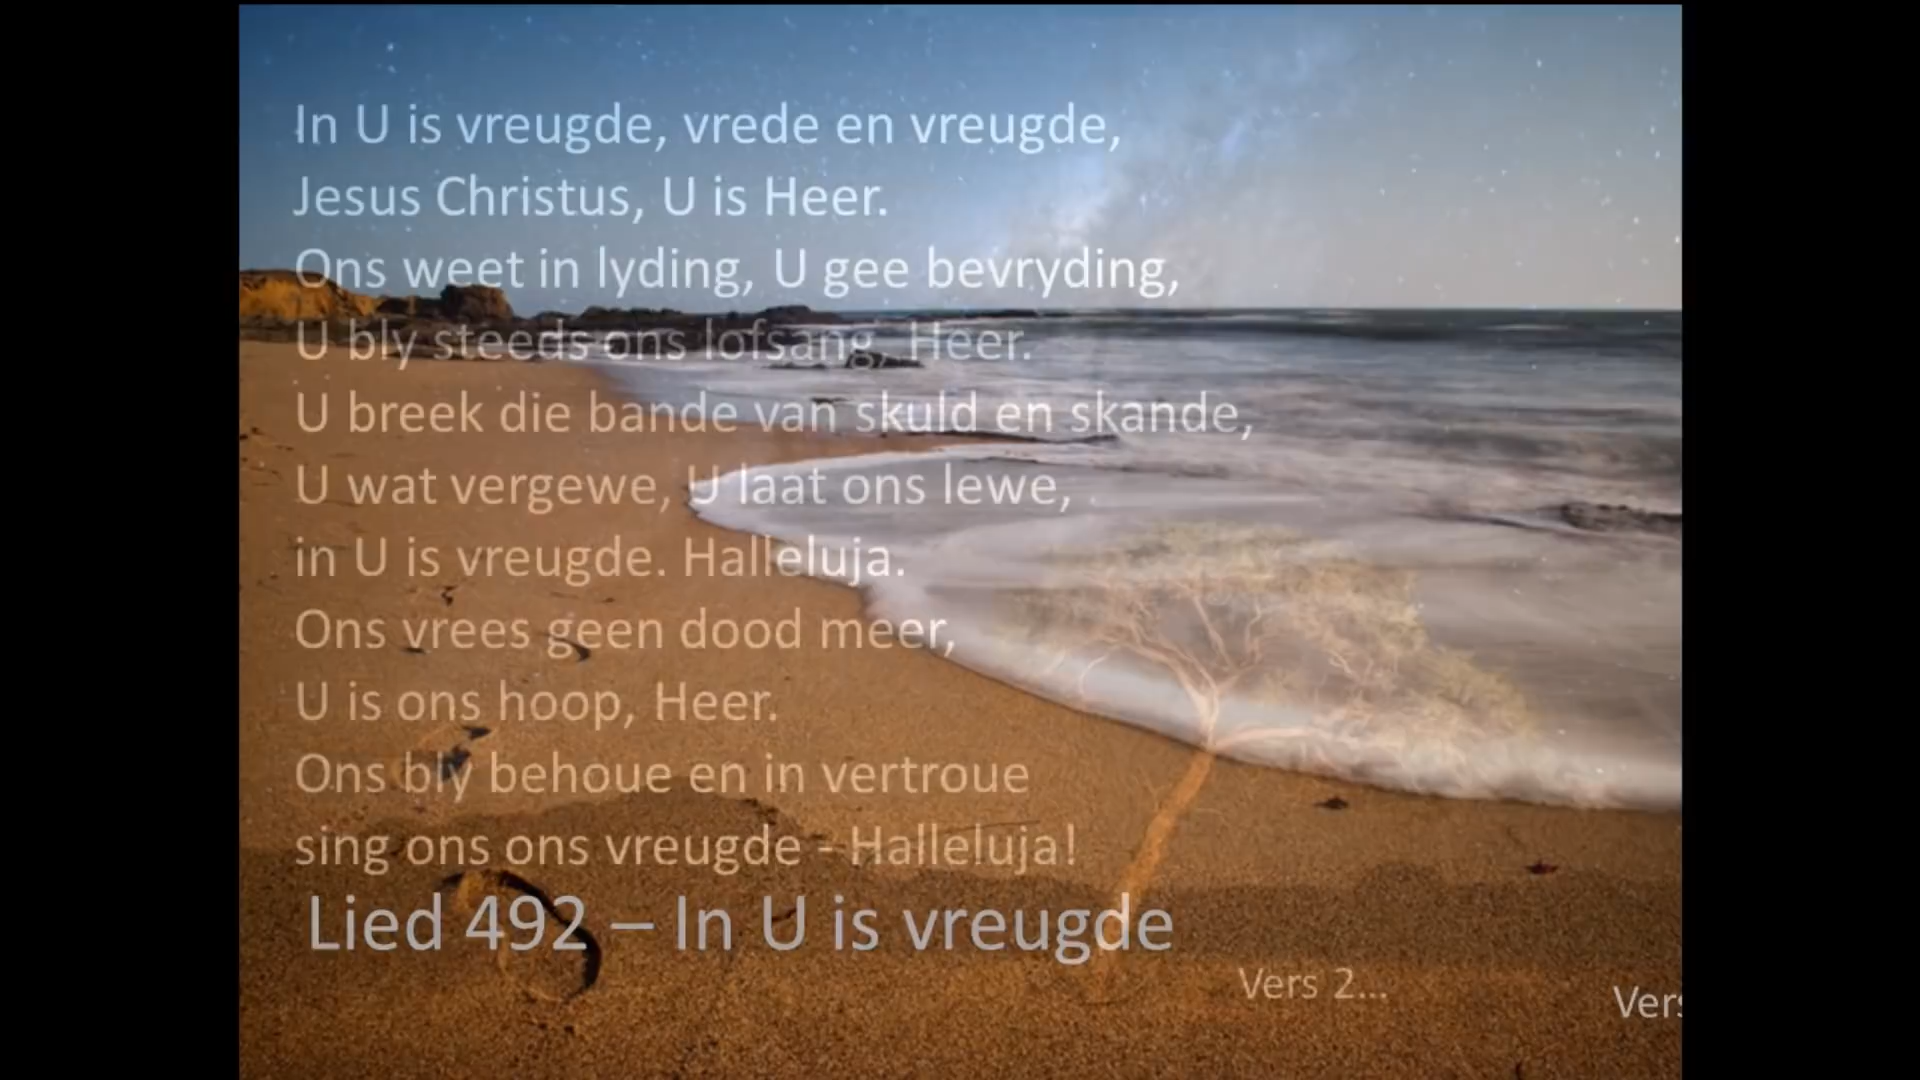 In U is vreugde, vrede en vreugde,
Jesus Christus, U is Heer.
Ons weet in lyding, U gee bevryding,
U bly steeds ons lofsang, Heer.
U breek die bande van skuld en skande,
U wat vergewe, U laat ons lewe,
in U is vreugde. Halleluja.
Ons vrees geen dood meer,
U is ons hoop, Heer.
Ons bly behoue en in vertroue
sing ons ons vreugde - Halleluja!
Lied 492 – In U is vreugde
Vers 2...
Vers